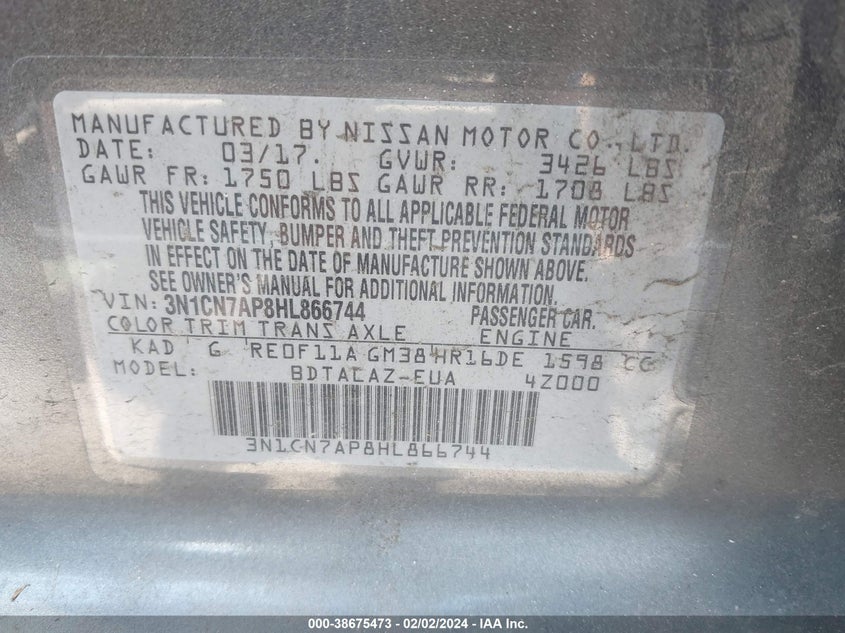 MANUFACTURED BY NISSAN MOTOR CO., LTD.
DATE: 03/17. GVWR: 3426 LBS
GAWR FR: 1750 LBS GAWR RR: 1708 LBS
THIS VEHICLE CONFORMS TO ALL APPLICABLE FEDERAL MOTOR
VEHICLE SAFETY, BUMPER AND THEFT PREVENTION STANDARDS
IN EFFECT ON THE DATE OF MANUFACTURE SHOWN ABOVE.
SEE OWNER'S MANUAL FOR ADDITIONAL INFORMATION.
VIN: 3N1CN7AP8HL866744 PASSENGER CAR.
COLOR TRIM TRANS AXLE ENGINE
KAD G RE0F11A GM38 HR16DE 1598 CC
MODEL: BDTALAZ-EUA 4Z000
3N1CN7AP8HL866744
000-38675473 - 02/02/2024 - IAA Inc.